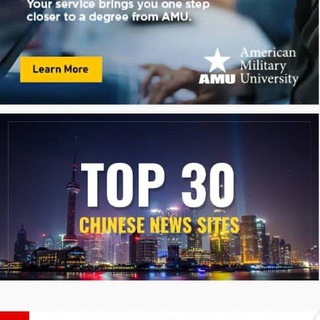 Your service brings you one step
closer to a degree from AMU.
Learn More
AMU
American
Military
University
TOP 30
CHINESE NEWS SITES